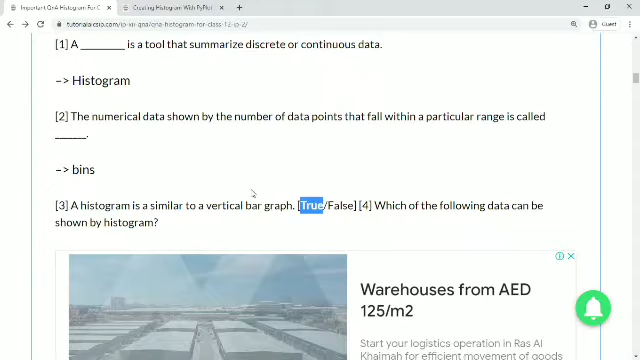 Important QnA Histogram For C
Creating Histogram With PyPlot
tutorialaicsip.com/ip-xii-qna/qna-histogram-for-class-12-ip-2/
Guest
[1] A __________ is a tool that summarize discrete or continuous data.
–> Histogram
[2] The numerical data shown by the number of data points that fall within a particular range is called
_______.
–> bins
[3] A histogram is a similar to a vertical bar graph. [True/False] [4] Which of the following data can be
shown by histogram?
Warehouses from AED
125/m2
Start your logistics operation in Ras Al
Khaimah for efficient movement of goods